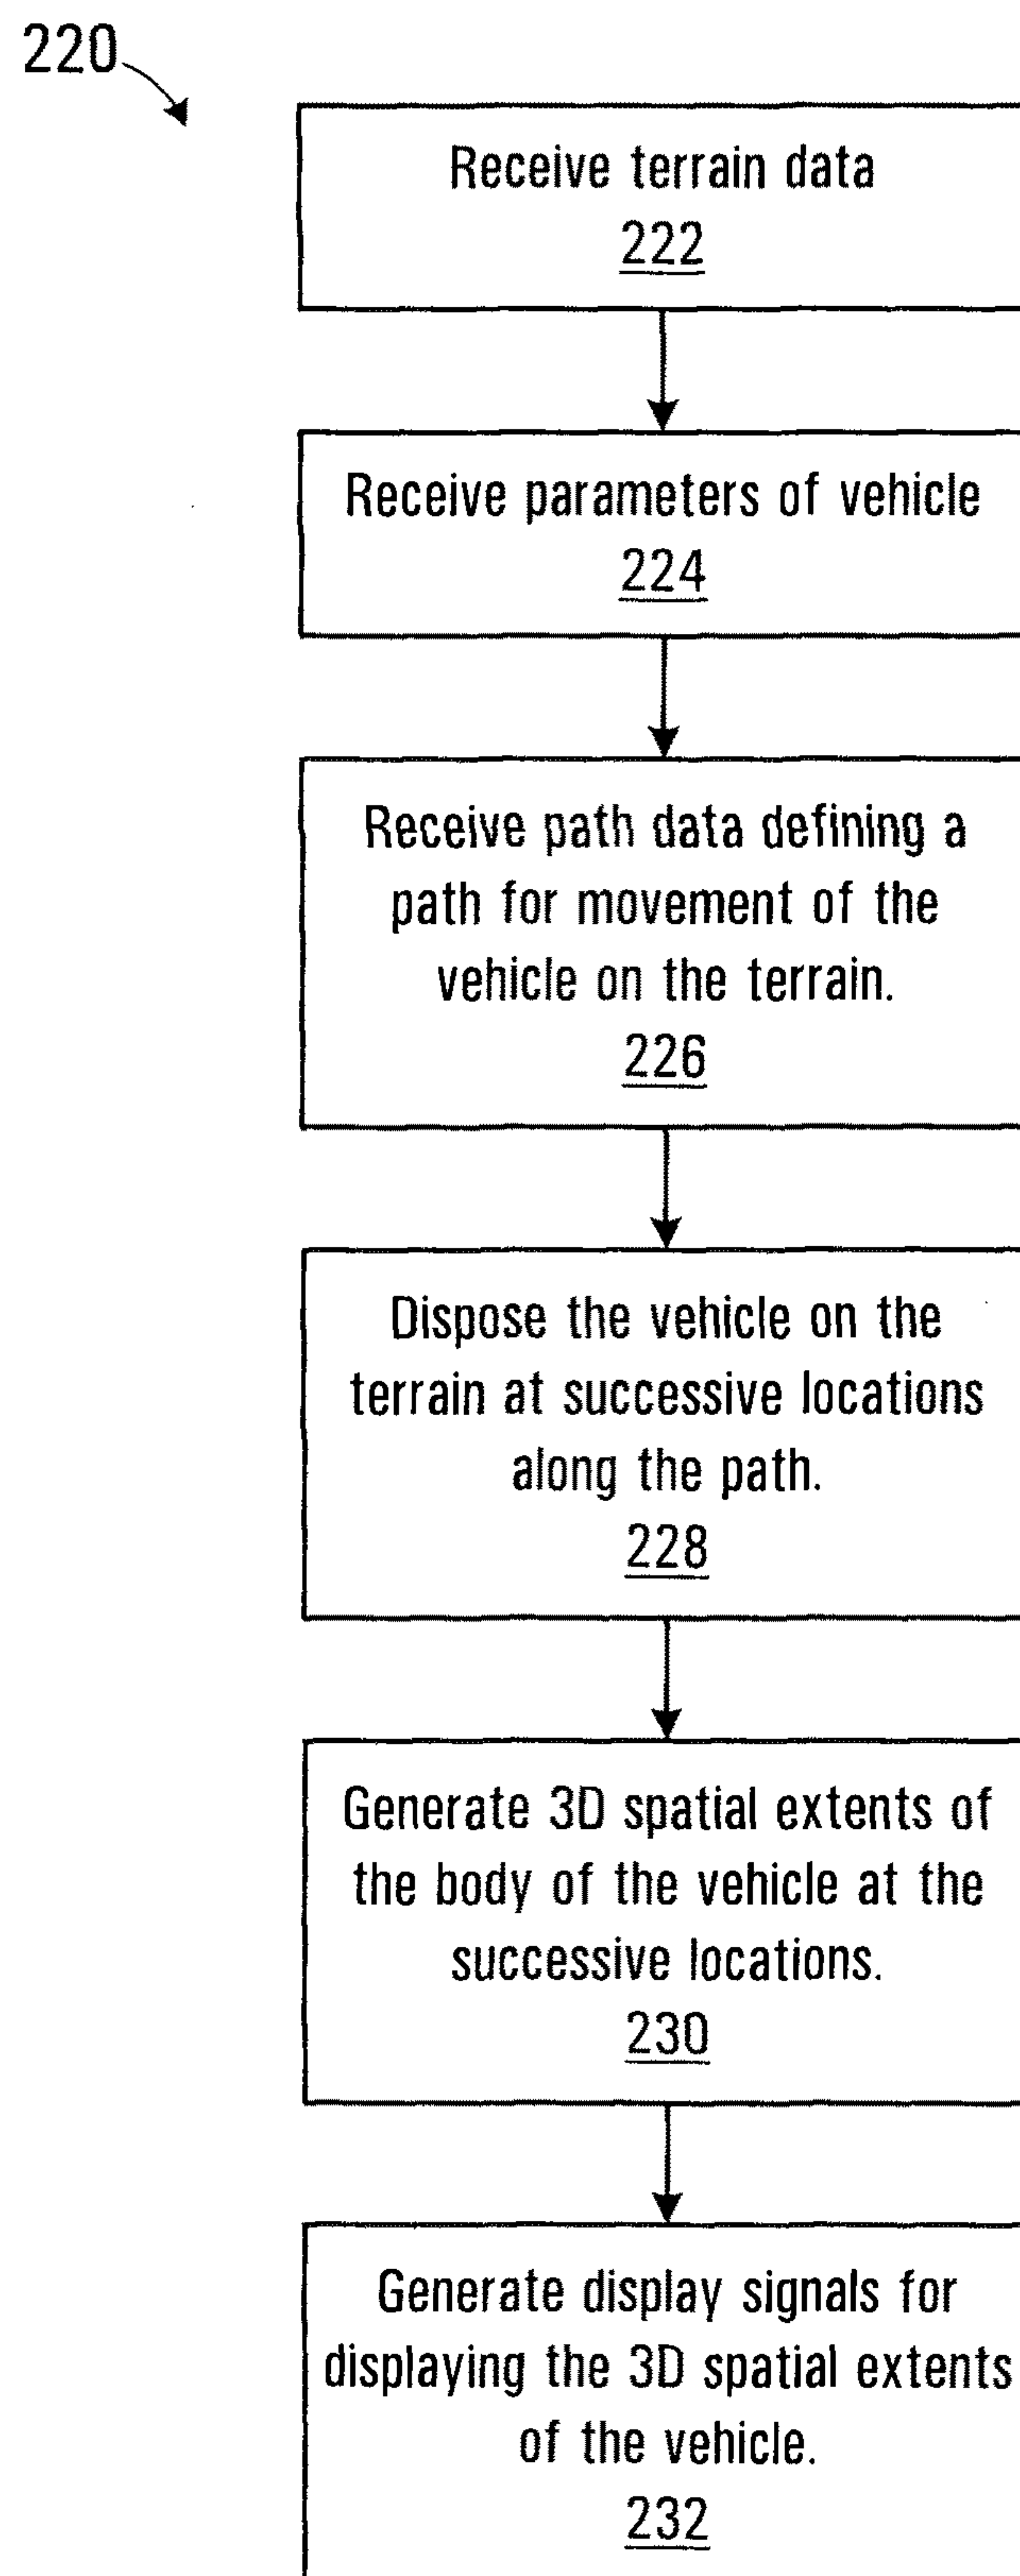 220
Receive terrain data
222
Receive parameters of vehicle
224
Receive path data defining a
path for movement of the
vehicle on the terrain.
226
Dispose the vehicle on the
terrain at successive locations
along the path.
228
Generate 3D spatial extents of
the body of the vehicle at the
successive locations.
230
Generate display signals for
displaying the 3D spatial extents
of the vehicle.
232